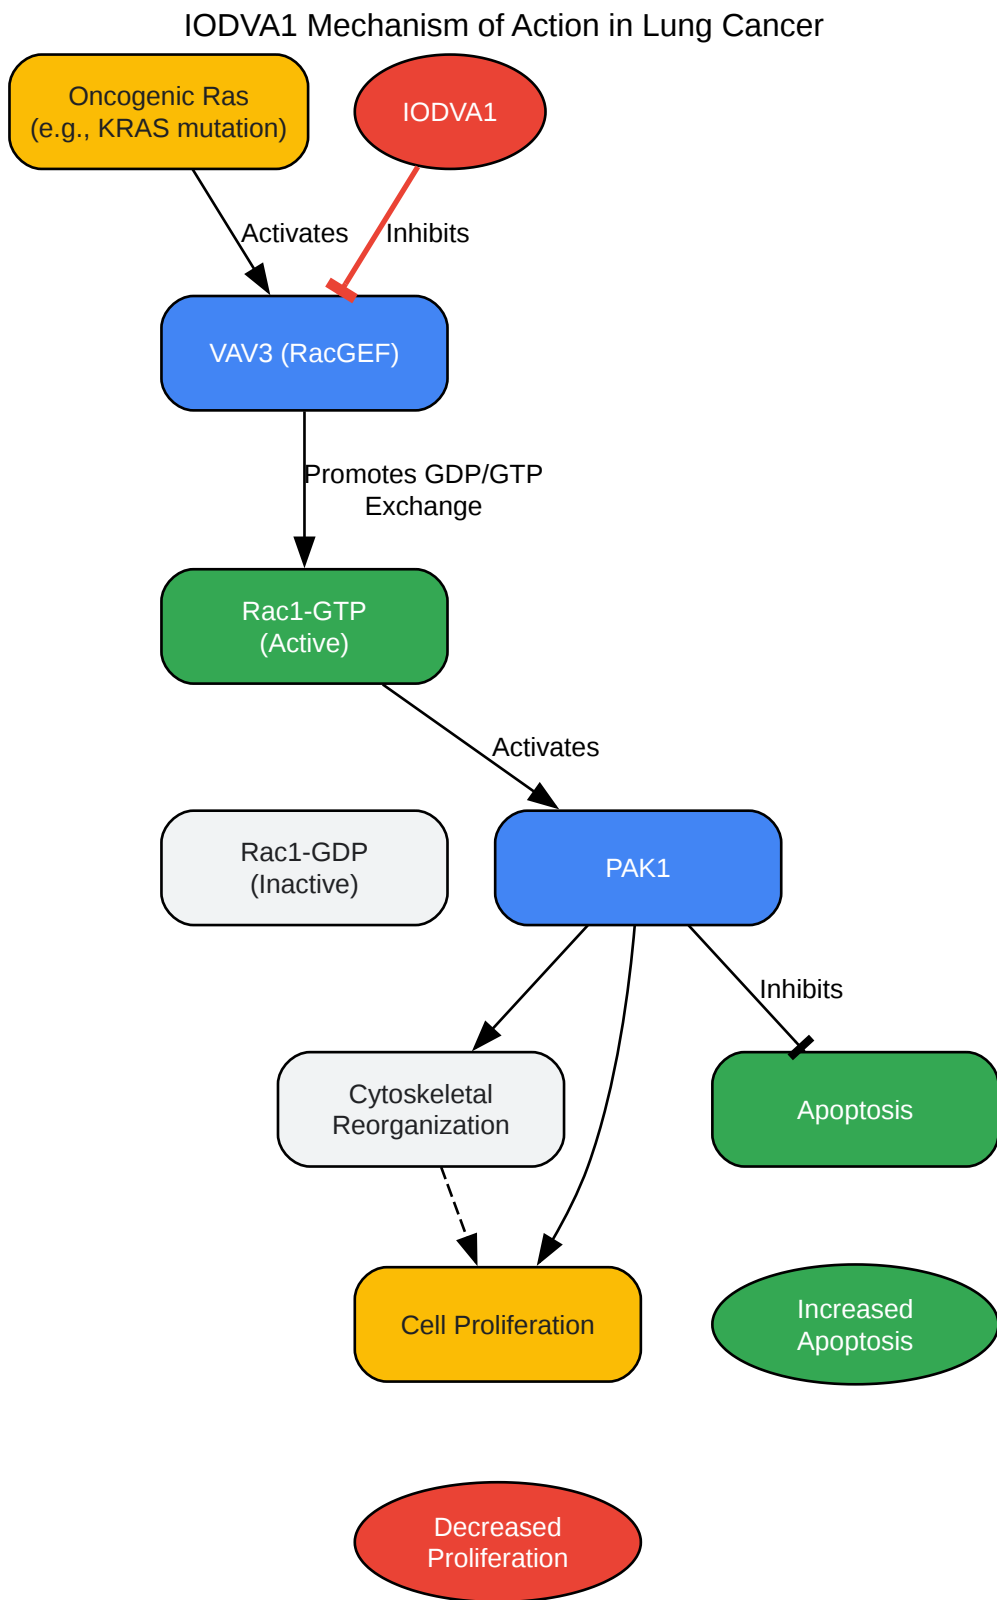 IODVA1 Mechanism of Action in Lung Cancer
Oncogenic Ras
(e.g., KRAS mutation)
IODVA1
Activates
Inhibits
VAV3 (RacGEF)
Promotes GDP/GTP
Exchange
Rac1-GTP
(Active)
Activates
Rac1-GDP
(Inactive)
PAK1
Inhibits
Cytoskeletal
Reorganization
Apoptosis
Cell Proliferation
Increased
Apoptosis
Decreased
Proliferation